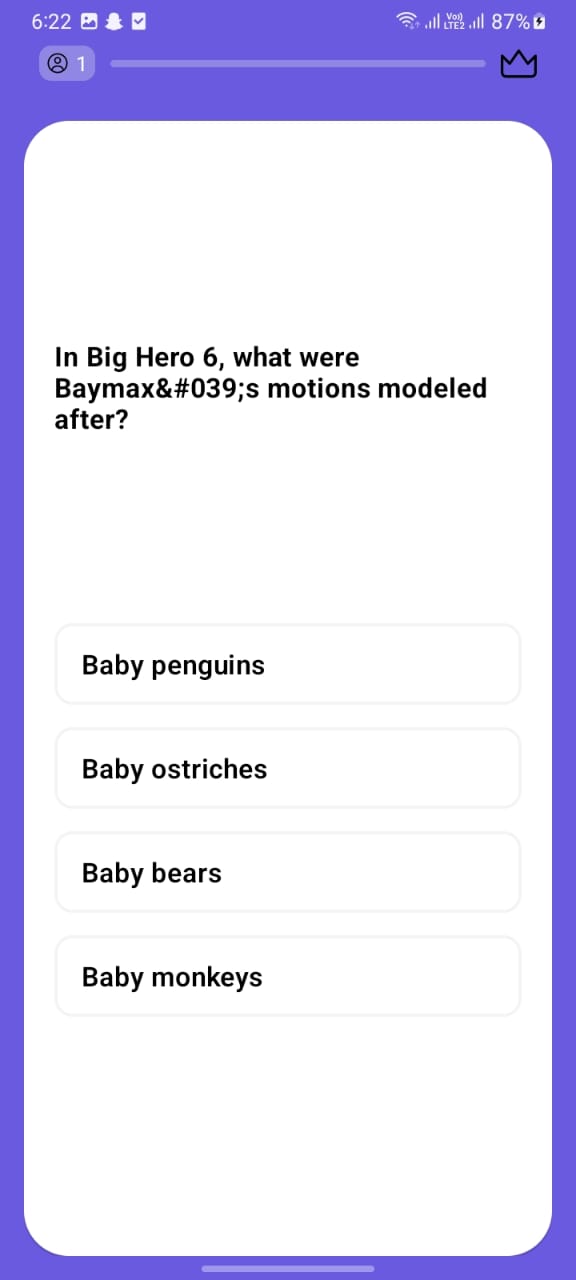 6:22
Vo)) LTE2 87%
1
In Big Hero 6, what were
Baymax&#039;s motions modeled
after?
Baby penguins
Baby ostriches
Baby bears
Baby monkeys